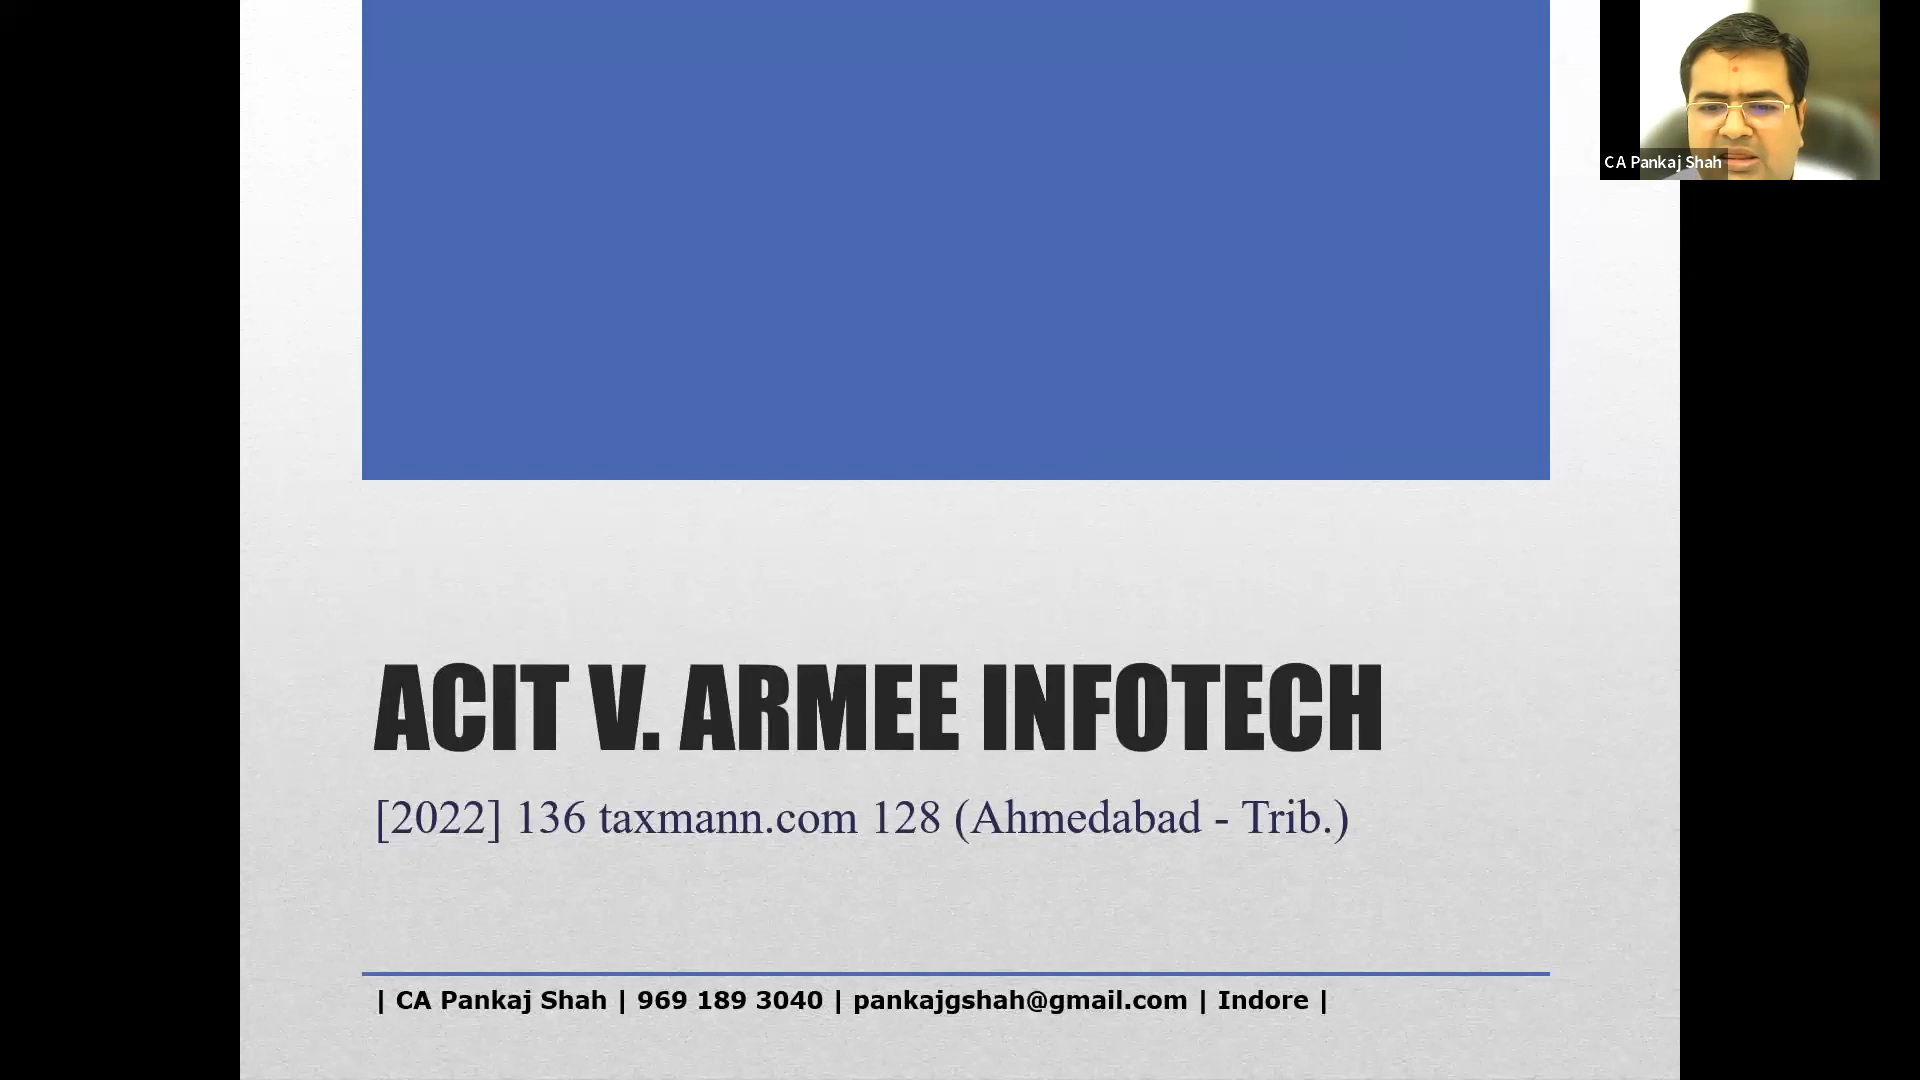 CA Pankaj Shah
ACIT V. ARMEE INFOTECH
[2022] 136 taxmann.com 128 (Ahmedabad - Trib.)
| CA Pankaj Shah | 969 189 3040 | pankajgshah@gmail.com | Indore |